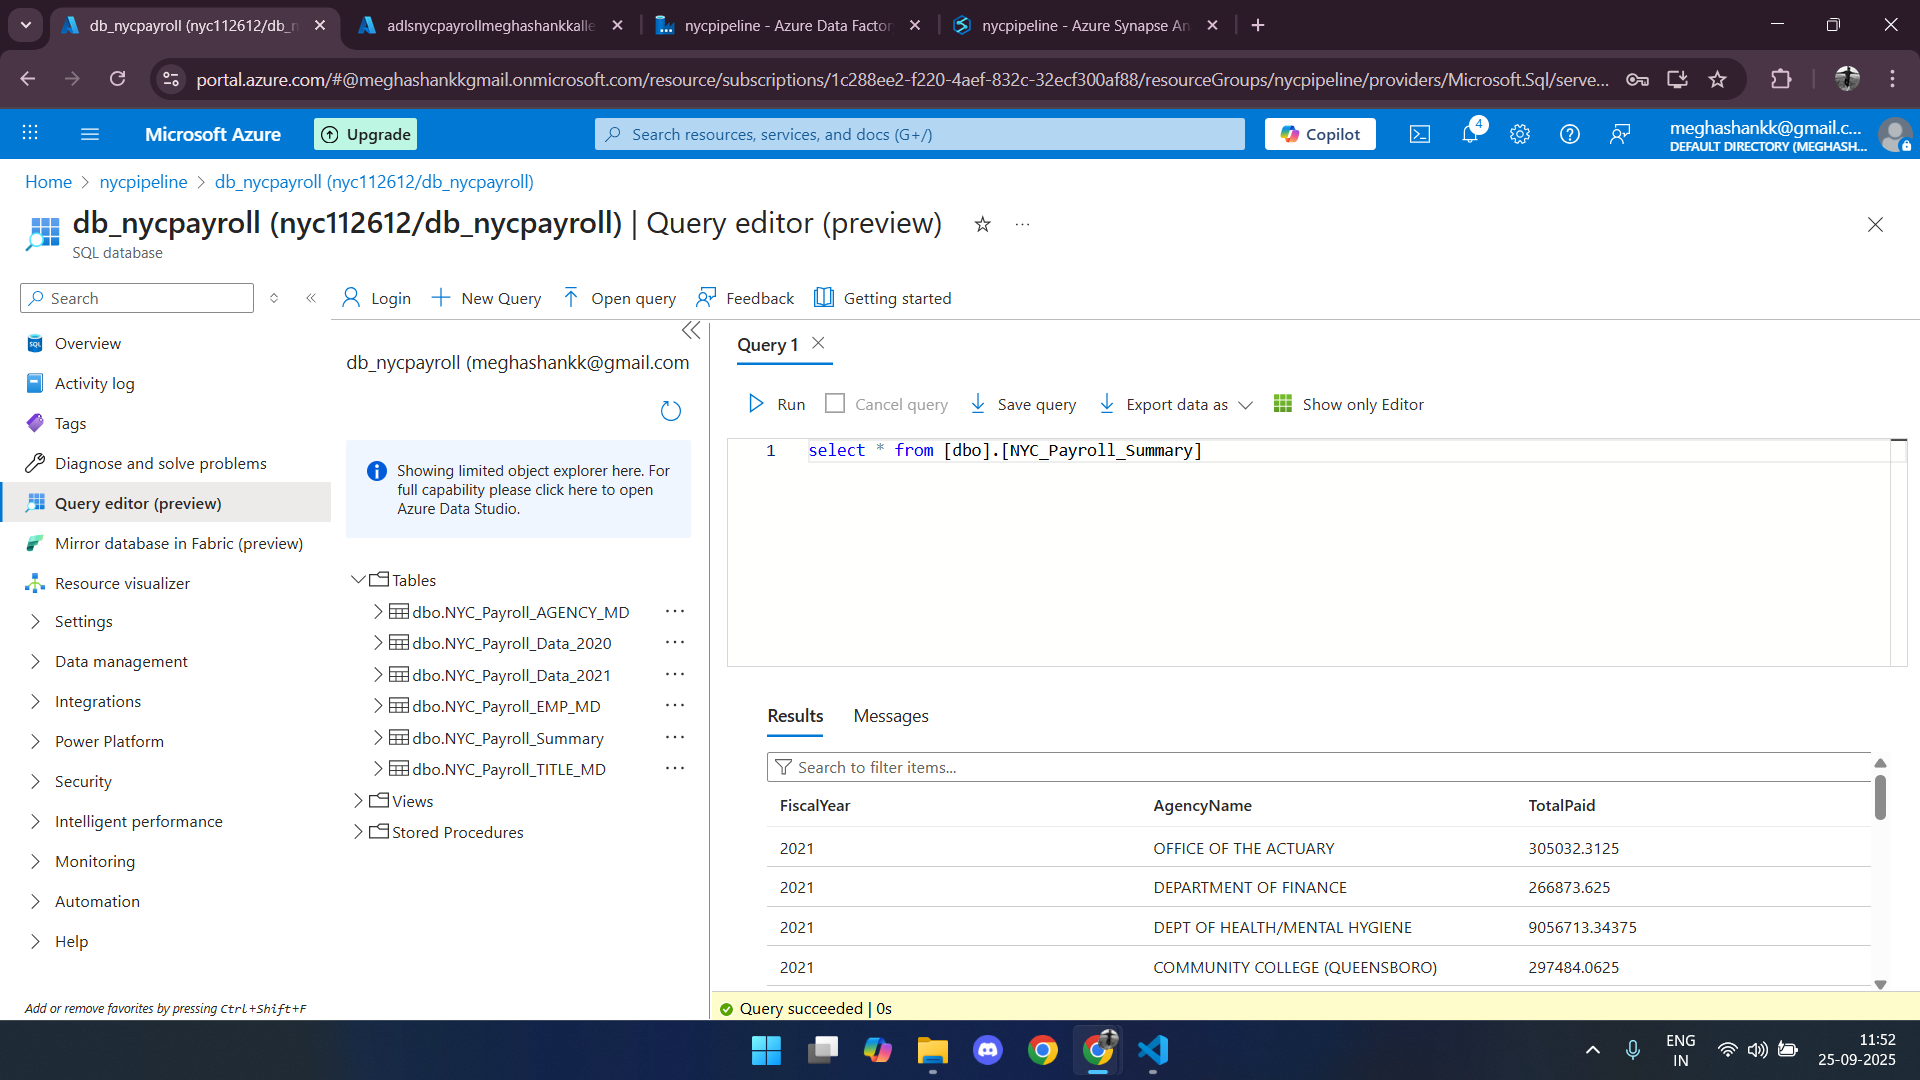 db_nycpayroll (nyc112612/db_n
adlsnycpayrollmeghashankkalle
nycpipeline - Azure Data Factor
nycpipeline - Azure Synapse An
portal.azure.com/#@meghashankkgmail.onmicrosoft.com/resource/subscriptions/1c288ee2-f220-4aef-832c-32ecf300af88/resourceGroups/nycpipeline/providers/Microsoft.Sql/serve...
Microsoft Azure
Upgrade
Search resources, services, and docs (G+/)
Copilot
4
meghashankk@gmail.c...
DEFAULT DIRECTORY (MEGHASH...
Home > nycpipeline > db_nycpayroll (nyc112612/db_nycpayroll)
db_nycpayroll (nyc112612/db_nycpayroll) | Query editor (preview)
SQL database
Search
Login
New Query
Open query
Feedback
Getting started
Overview
Activity log
Tags
Diagnose and solve problems
Query editor (preview)
Mirror database in Fabric (preview)
Resource visualizer
Settings
Data management
Integrations
Power Platform
Security
Intelligent performance
Monitoring
Automation
Help
Add or remove favorites by pressing Ctrl+Shift+F
db_nycpayroll (meghashankk@gmail.com
Showing limited object explorer here. For
full capability please click here to open
Azure Data Studio.
Tables
dbo.NYC_Payroll_AGENCY_MD
dbo.NYC_Payroll_Data_2020
dbo.NYC_Payroll_Data_2021
dbo.NYC_Payroll_EMP_MD
dbo.NYC_Payroll_Summary
dbo.NYC_Payroll_TITLE_MD
Views
Stored Procedures
Query 1
Run
Cancel query
Save query
Export data as
Show only Editor
1 select * from [dbo].[NYC_Payroll_Summary]
Results
Messages
Search to filter items...
FiscalYear AgencyName TotalPaid
2021 OFFICE OF THE ACTUARY 305032.3125
2021 DEPARTMENT OF FINANCE 266873.625
2021 DEPT OF HEALTH/MENTAL HYGIENE 9056713.34375
2021 COMMUNITY COLLEGE (QUEENSBORO) 297484.0625
Query succeeded | 0s
ENG
IN
11:52
25-09-2025